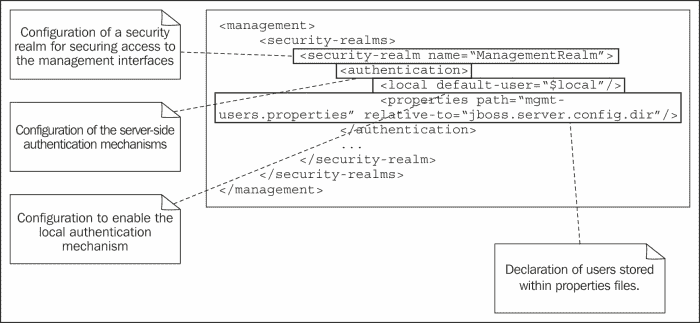 Configuration of a security
realm for securing access to
the management interfaces
Configuration of the server-side
authentication mechanisms
Configuration to enable the
local authentication
mechanism
<management>
<security-realms>
<security-realm name=“ManagementRealm”>
<authentication>
<local default-user=“$local”/>
<properties path=“mgmt-
users.properties” relative-to=“jboss.server.config.dir”/>
</authentication>
...
</security-realm>
</security-realms>
</management>
Declaration of users stored
within properties files.